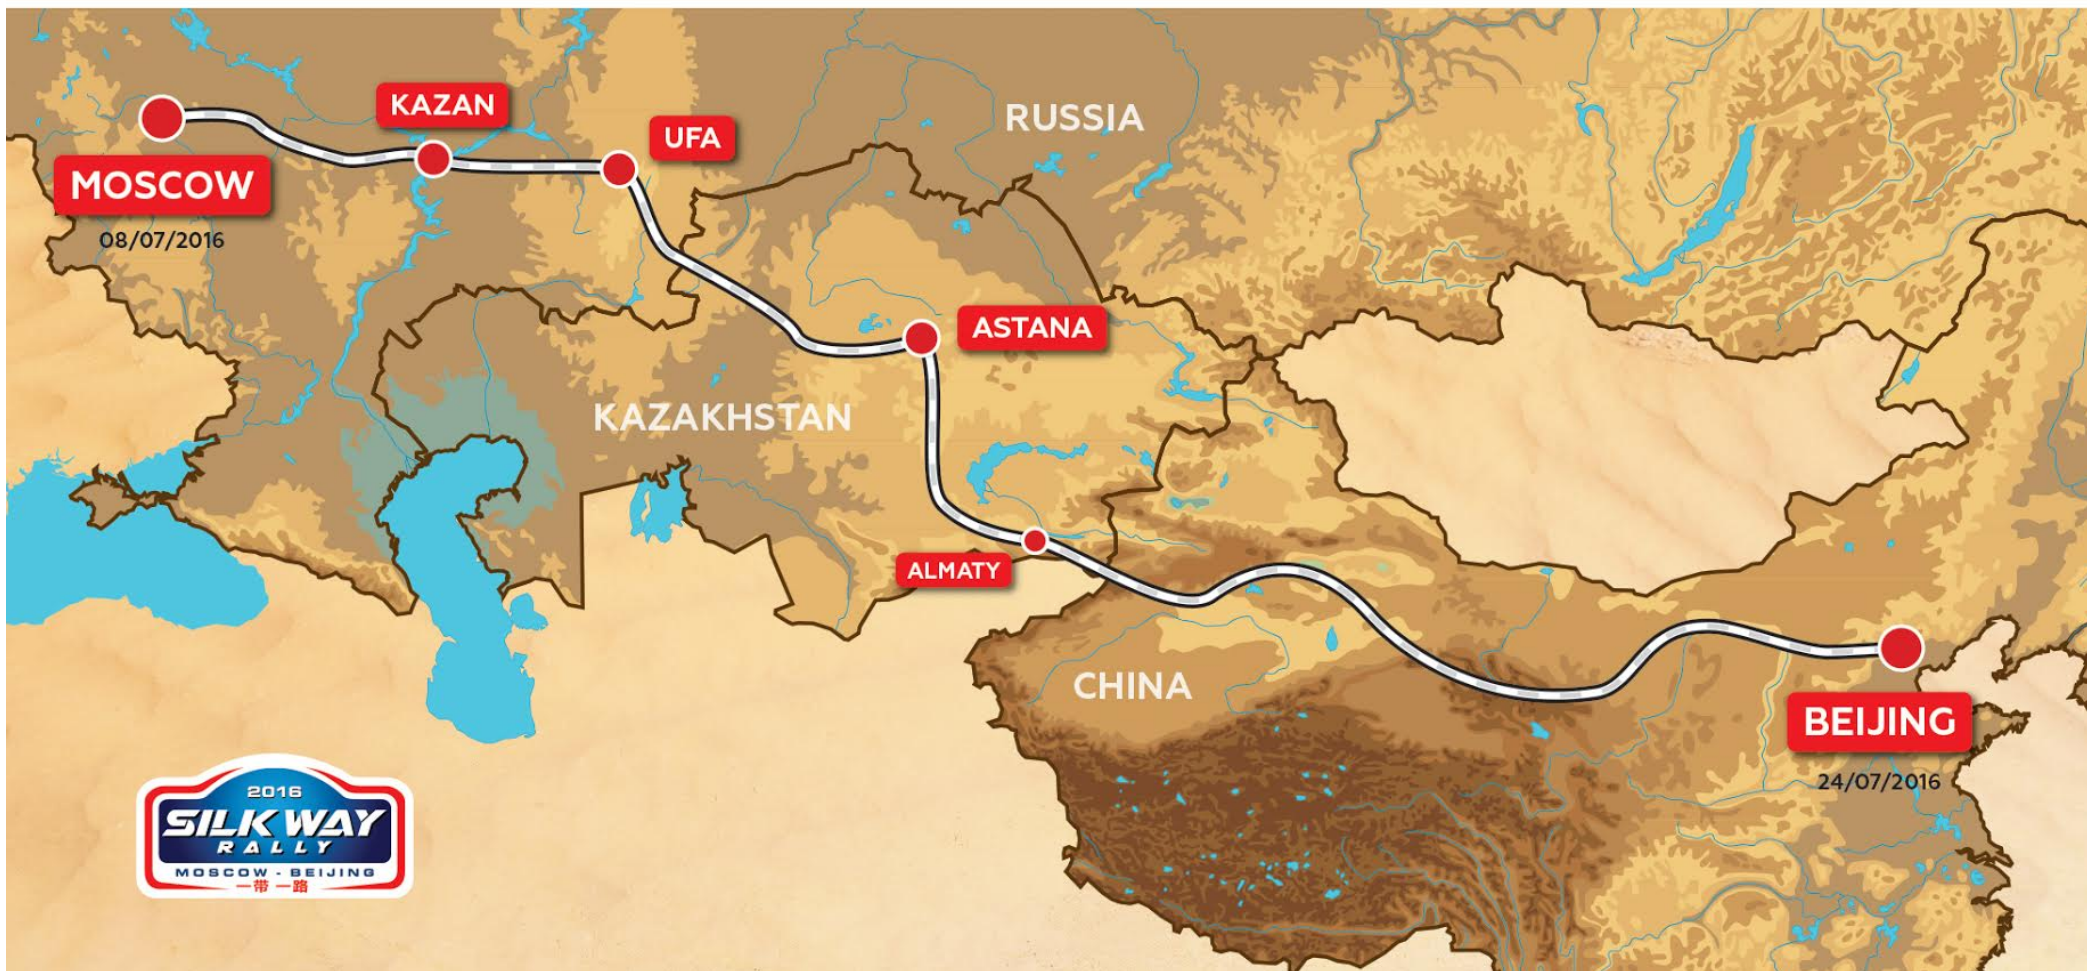 MOSCOW
08/07/2016
KAZAN
UFA
RUSSIA
ASTANA
KAZAKHSTAN
ALMATY
CHINA
BEIJING
24/07/2016
2016
SILK WAY
RALLY
MOSCOW - BEIJING
一带一路